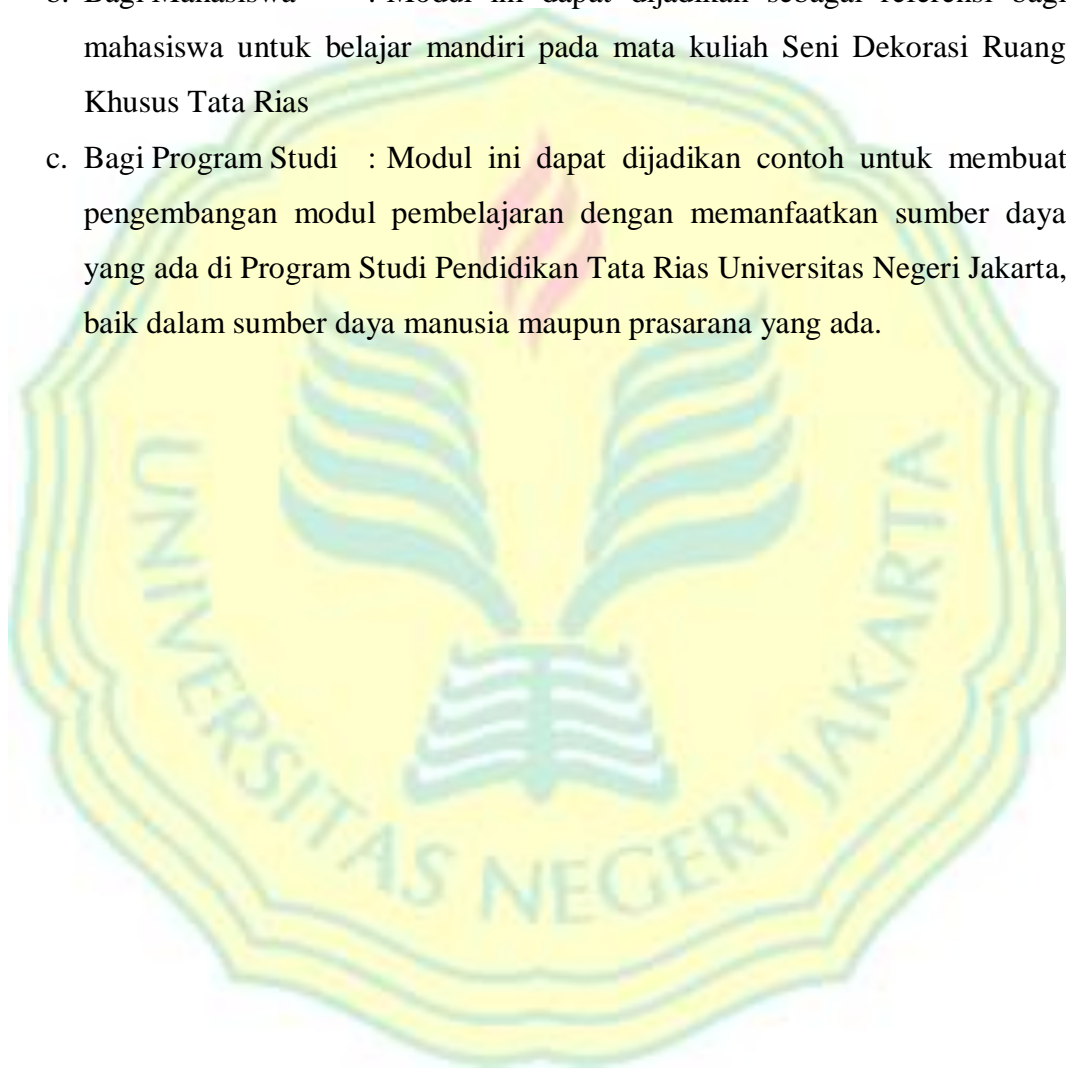 b. Bagi Mahasiswa : Modul ini dapat dijadikan sebagai referensi bagi
mahasiswa untuk belajar mandiri pada mata kuliah Seni Dekorasi Ruang
Khusus Tata Rias
c. Bagi Program Studi : Modul ini dapat dijadikan contoh untuk membuat
pengembangan modul pembelajaran dengan memanfaatkan sumber daya
yang ada di Program Studi Pendidikan Tata Rias Universitas Negeri Jakarta,
baik dalam sumber daya manusia maupun prasarana yang ada.
UNIVERSITAS NEGERI JAKARTA